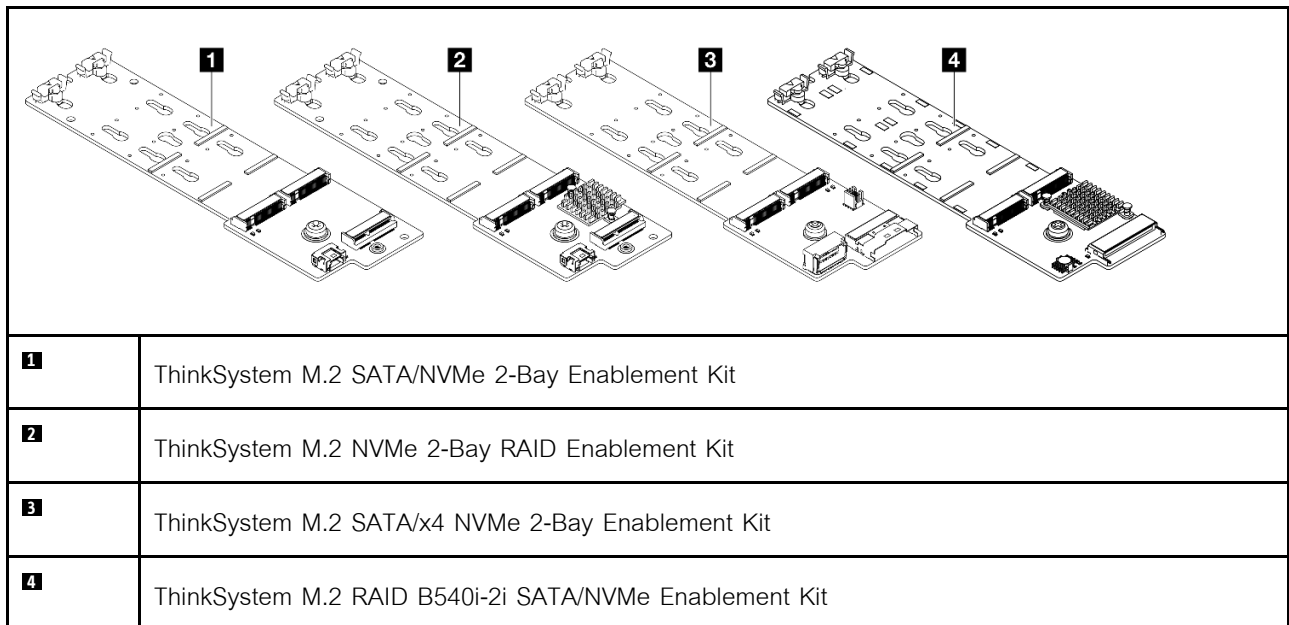 1 2 3 4
1 ThinkSystem M.2 SATA/NVMe 2-Bay Enablement Kit
2 ThinkSystem M.2 NVMe 2-Bay RAID Enablement Kit
3 ThinkSystem M.2 SATA/x4 NVMe 2-Bay Enablement Kit
4 ThinkSystem M.2 RAID B540i-2i SATA/NVMe Enablement Kit